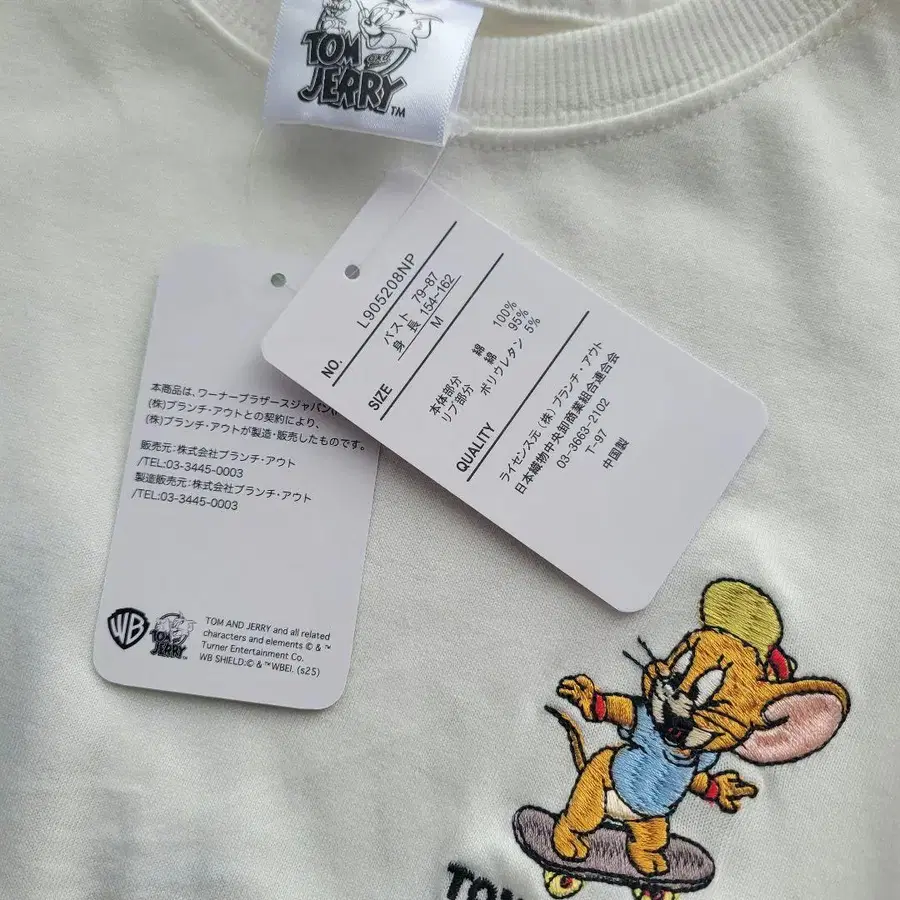 TOM and
JERRY™
NO. L905208NP
SIZE
バスト 79~87
身長 154~162
M
QUALITY
本体部分 綿 100%
リブ部分 綿 95%
ポリウレタン 5%
ライセンス元 (株) ブランチ・アウト
日本織物中央卸商業組合連合会
03-3663-2102
T-97
中国製
本商品は、ワーナーブラザースジャパン
(株)ブランチ・アウトとの契約により、
(株)ブランチ・アウトが製造・販売したものです。
販売元:株式会社ブランチ・アウト
/TEL:03-3445-0003
製造販売元:株式会社ブランチ・アウト
/TEL:03-3445-0003
WB
TOM and
JERRY
TOM AND JERRY and all related
characters and elements © & ™
Turner Entertainment Co.
WB SHIELD:© & ™WBEI. (s25)
TOM